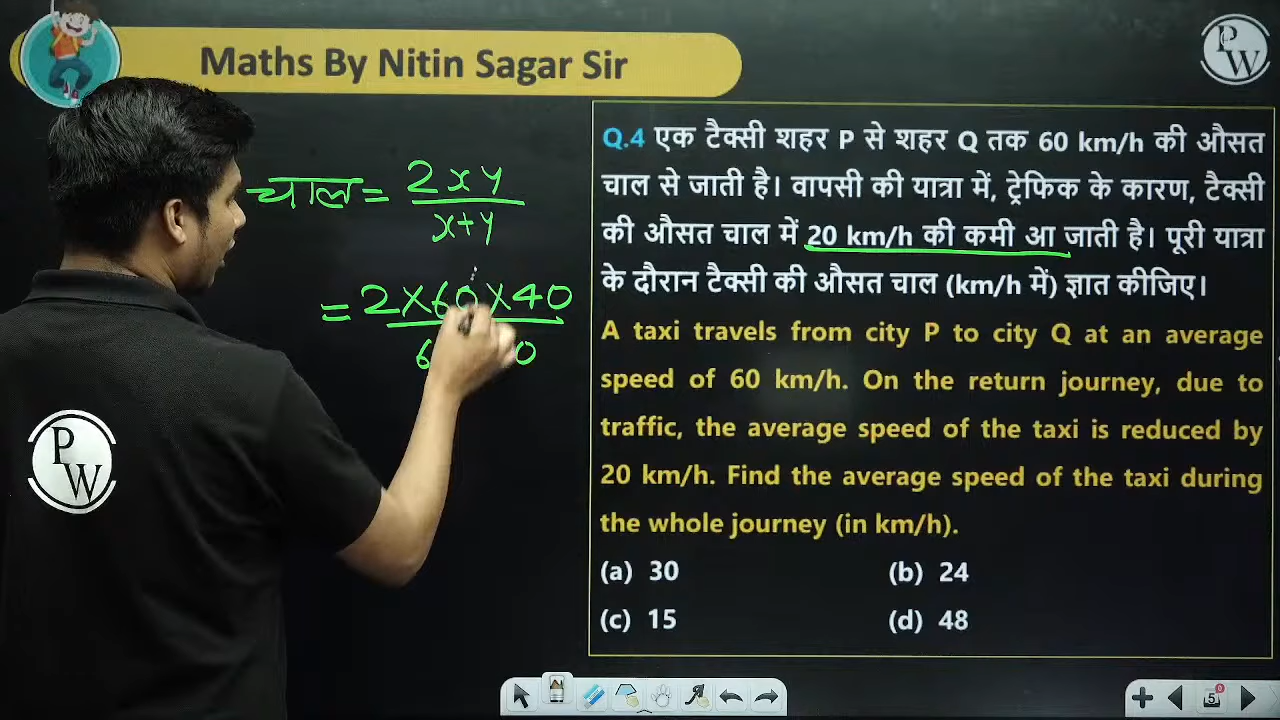 Maths By Nitin Sagar Sir
PW
चाल = 2xy
x+y
= 2×60×40
PW
Q.4 एक टैक्सी शहर P से शहर Q तक 60 km/h की औसत
चाल से जाती है। वापसी की यात्रा में, ट्रेफिक के कारण, टैक्सी
की औसत चाल में 20 km/h की कमी आ जाती है। पूरी यात्रा
के दौरान टैक्सी की औसत चाल (km/h में) ज्ञात कीजिए।
A taxi travels from city P to city Q at an average
speed of 60 km/h. On the return journey, due to
traffic, the average speed of the taxi is reduced by
20 km/h. Find the average speed of the taxi during
the whole journey (in km/h).
(a) 30 (b) 24
(c) 15 (d) 48